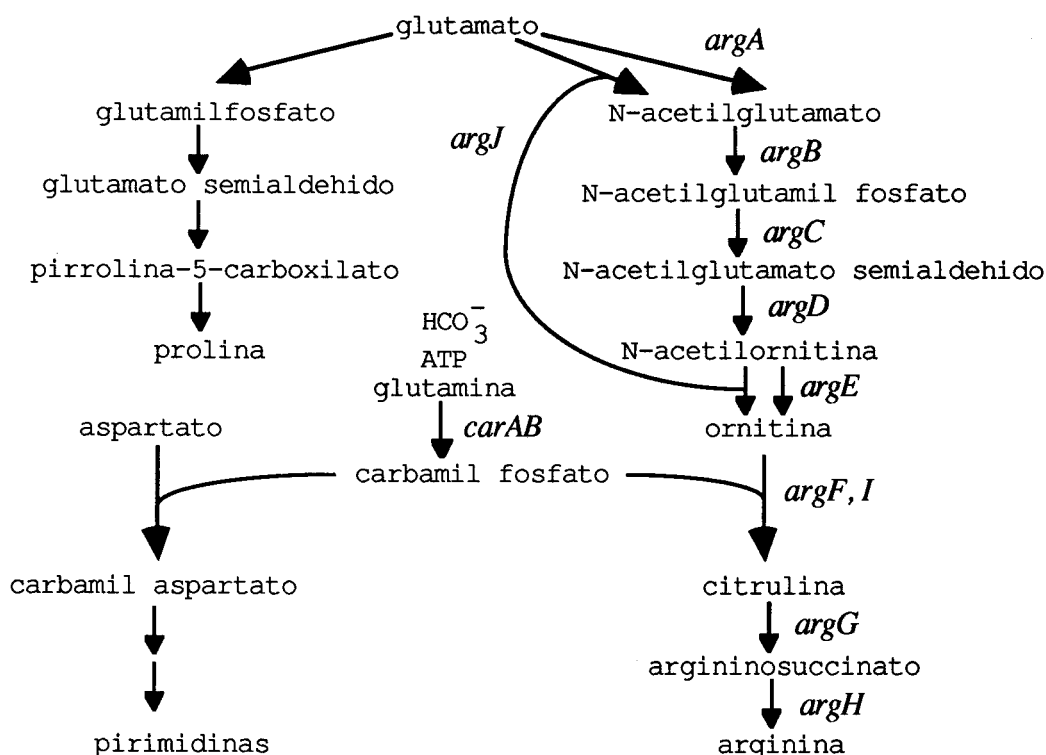 glutamato
argA
glutamilfosfato
N-acetilglutamato
argJ
argB
glutamato semialdehido
N-acetilglutamil fosfato
argC
pirrolina-5-carboxilato
N-acetilglutamato semialdehido
argD
HCO3-
prolina
N-acetilornitina
ATP
glutamina
argE
aspartato
carAB
ornitina
carbamil fosfato
argF, I
carbamil aspartato
citrulina
argG
argininosuccinato
argH
pirimidinas
arginina